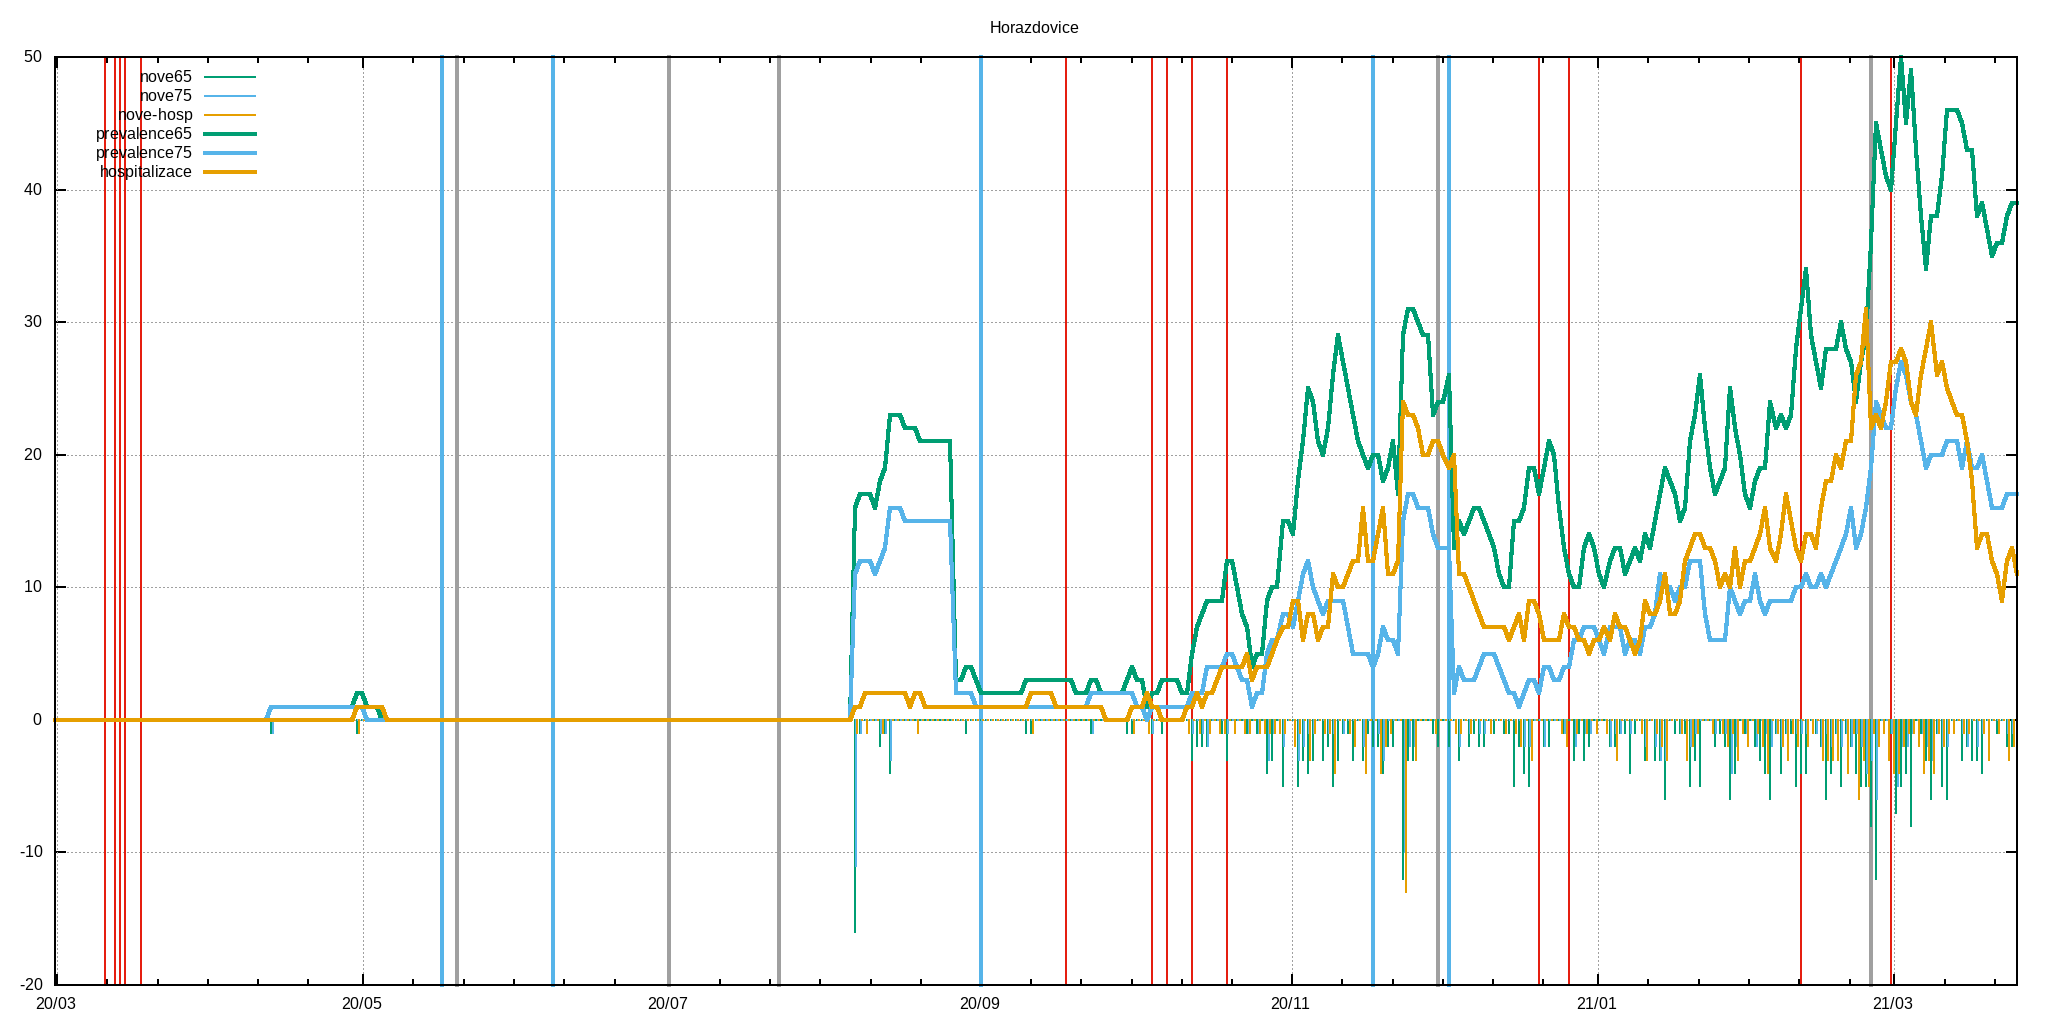 Horazdovice
50
40
30
20
10
0
-10
-20
nove65
nove75
nove-hosp
prevalence65
prevalence75
hospitalizace
20/03 20/05 20/07 20/09 20/11 21/01 21/03